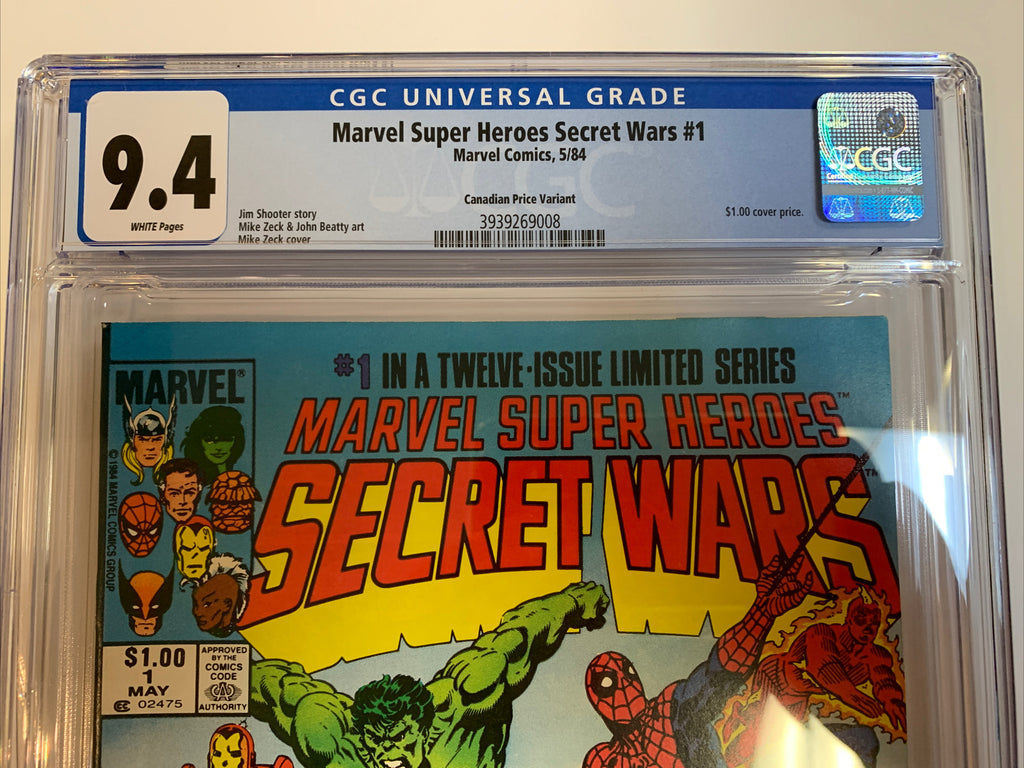 CGC UNIVERSAL GRADE
9.4
WHITE Pages
Marvel Super Heroes Secret Wars #1
Marvel Comics, 5/84
Canadian Price Variant
3939269008
Jim Shooter story
Mike Zeck & John Beatty art
Mike Zeck cover
$1.00 cover price.
CGC
CGC
#1 IN A TWELVE-ISSUE LIMITED SERIES
MARVEL®
MARVEL SUPER HEROES™
SECRET WARS™
© 1984 MARVEL COMICS GROUP
$1.00
1
MAY
02475
APPROVED
BY THE
COMICS
CODE
AUTHORITY